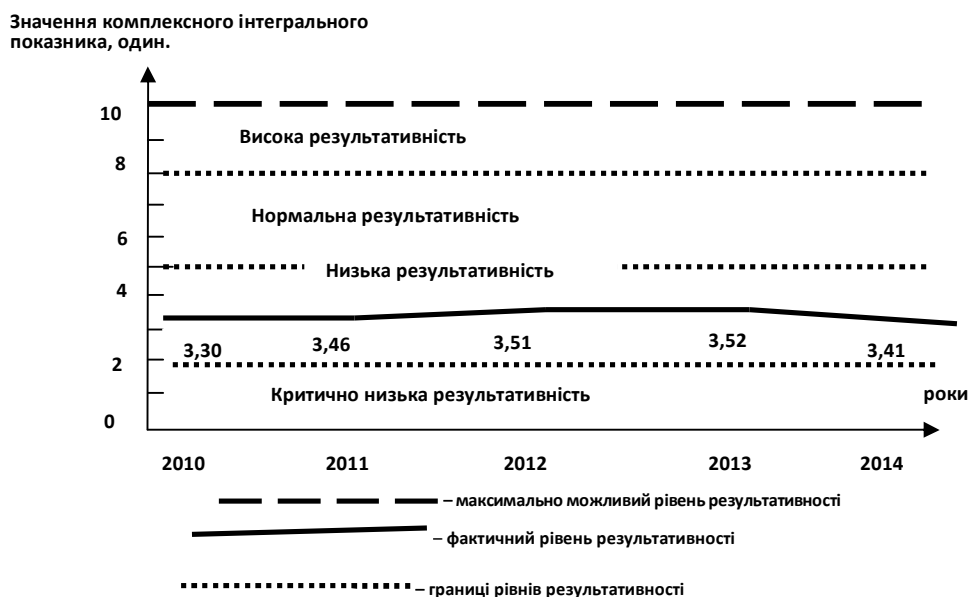 Значення комплексного інтегрального
показника, один.
10
Висока результативність
8
Нормальна результативність
6
Низька результативність
4
3,30 3,46 3,51 3,52 3,41
2
Критично низька результативність
роки
0
2010 2011 2012 2013 2014
– максимально можливий рівень результативності
– фактичний рівень результативності
– границі рівнів результативності